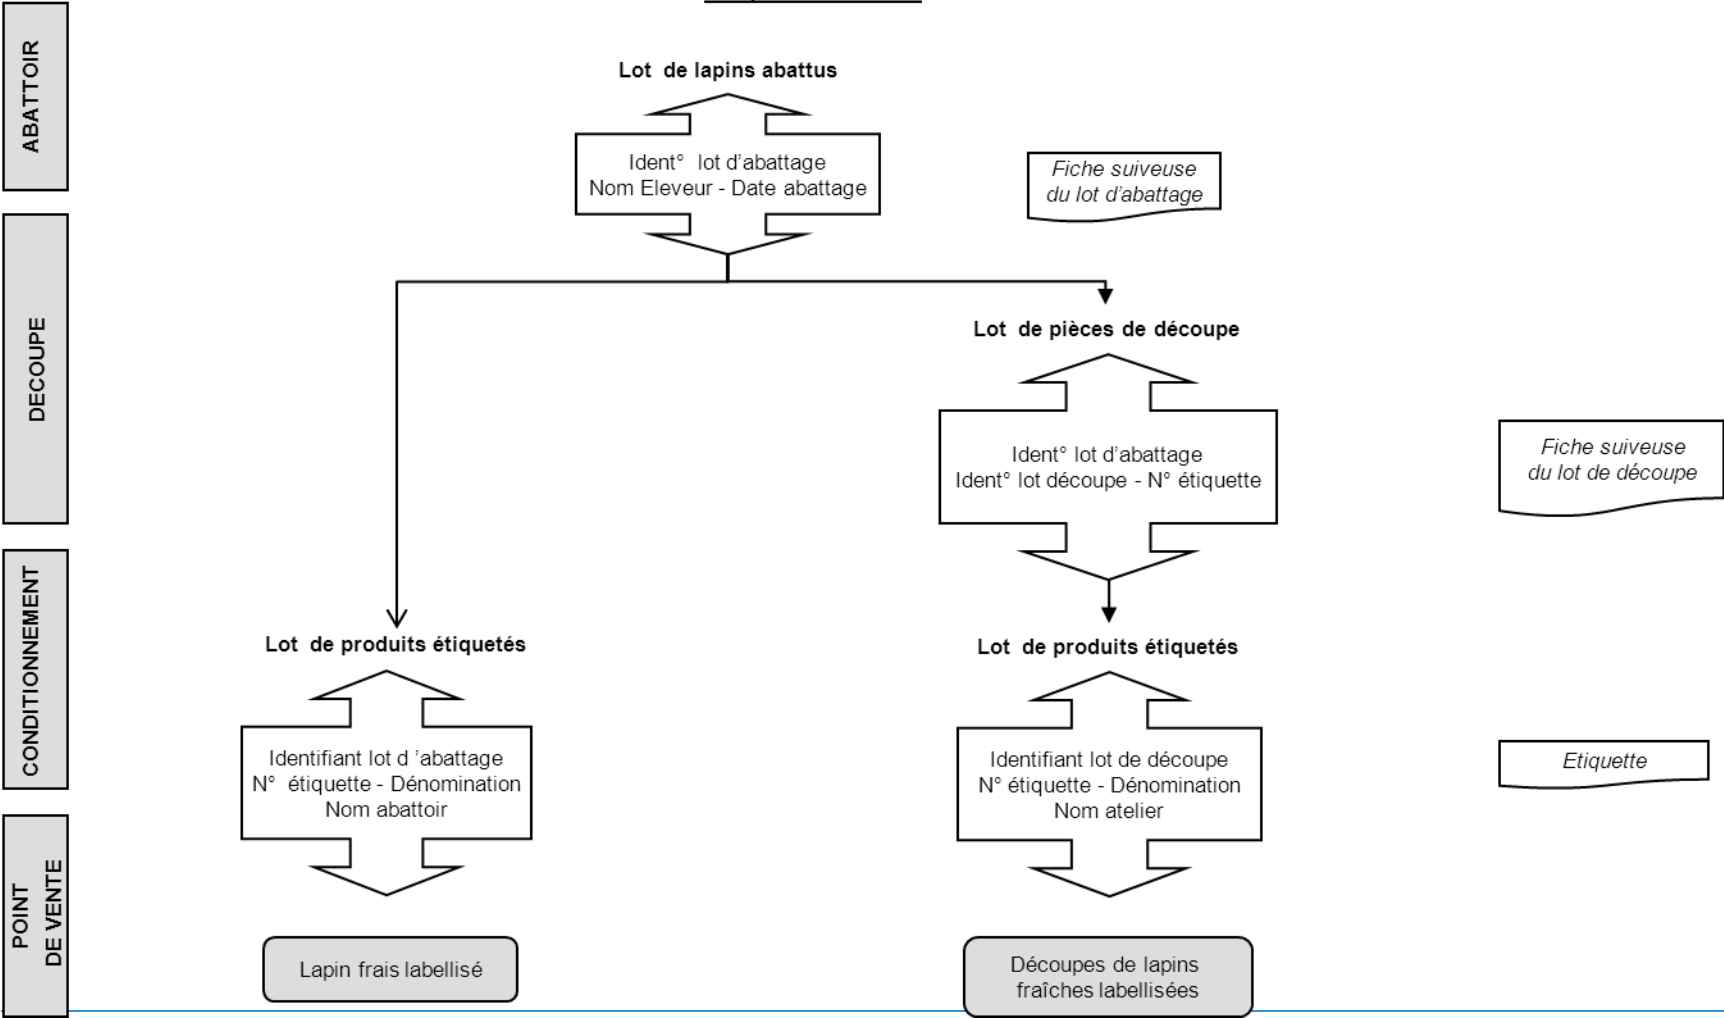 ABATTOIR
Lot de lapins abattus
Ident° lot d'abattage
Nom Eleveur - Date abattage
Fiche suiveuse
du lot d'abattage
DECOUPE
Lot de pièces de découpe
Ident° lot d'abattage
Ident° lot découpe - N° étiquette
Fiche suiveuse
du lot de découpe
CONDITIONNEMENT
Lot de produits étiquetés
Identifiant lot d 'abattage
N° étiquette - Dénomination
Nom abattoir
Lot de produits étiquetés
Identifiant lot de découpe
N° étiquette - Dénomination
Nom atelier
Etiquette
POINT
DE VENTE
Lapin frais labellisé
Découpes de lapins
fraîches labellisées